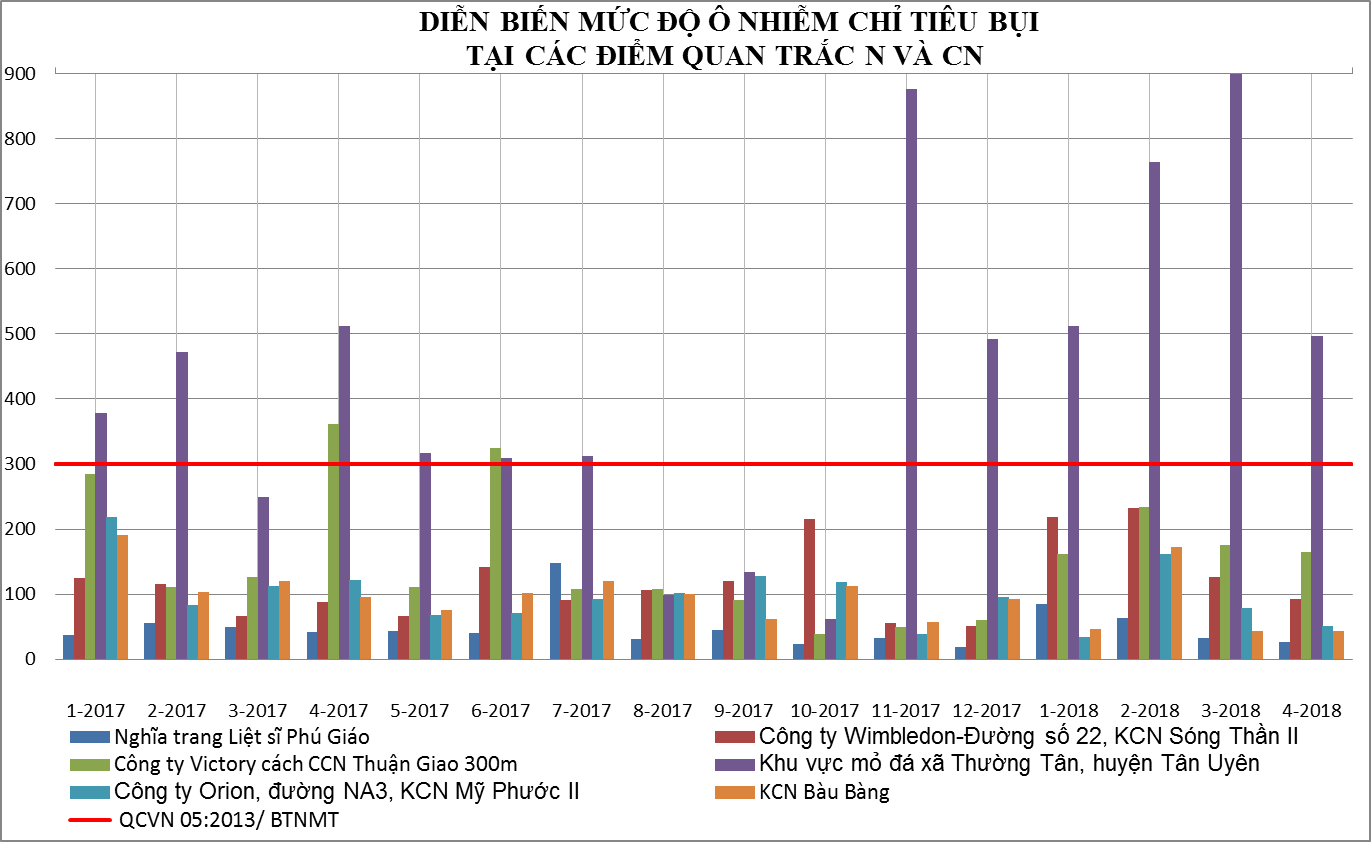 DIỄN BIẾN MỨC ĐỘ Ô NHIỄM CHỈ TIÊU BỤI
TẠI CÁC ĐIỂM QUAN TRẮC N VÀ CN
900
800
700
600
500
400
300
200
100
0
1-2017 2-2017 3-2017 4-2017 5-2017 6-2017 7-2017 8-2017 9-2017 10-2017 11-2017 12-2017 1-2018 2-2018 3-2018 4-2018
Nghĩa trang Liệt sĩ Phú Giáo
Công ty Wimbledon-Đường số 22, KCN Sóng Thần II
Công ty Victory cách CCN Thuận Giao 300m
Khu vực mỏ đá xã Thường Tân, huyện Tân Uyên
Công ty Orion, đường NA3, KCN Mỹ Phước II
KCN Bàu Bàng
QCVN 05:2013/ BTNMT